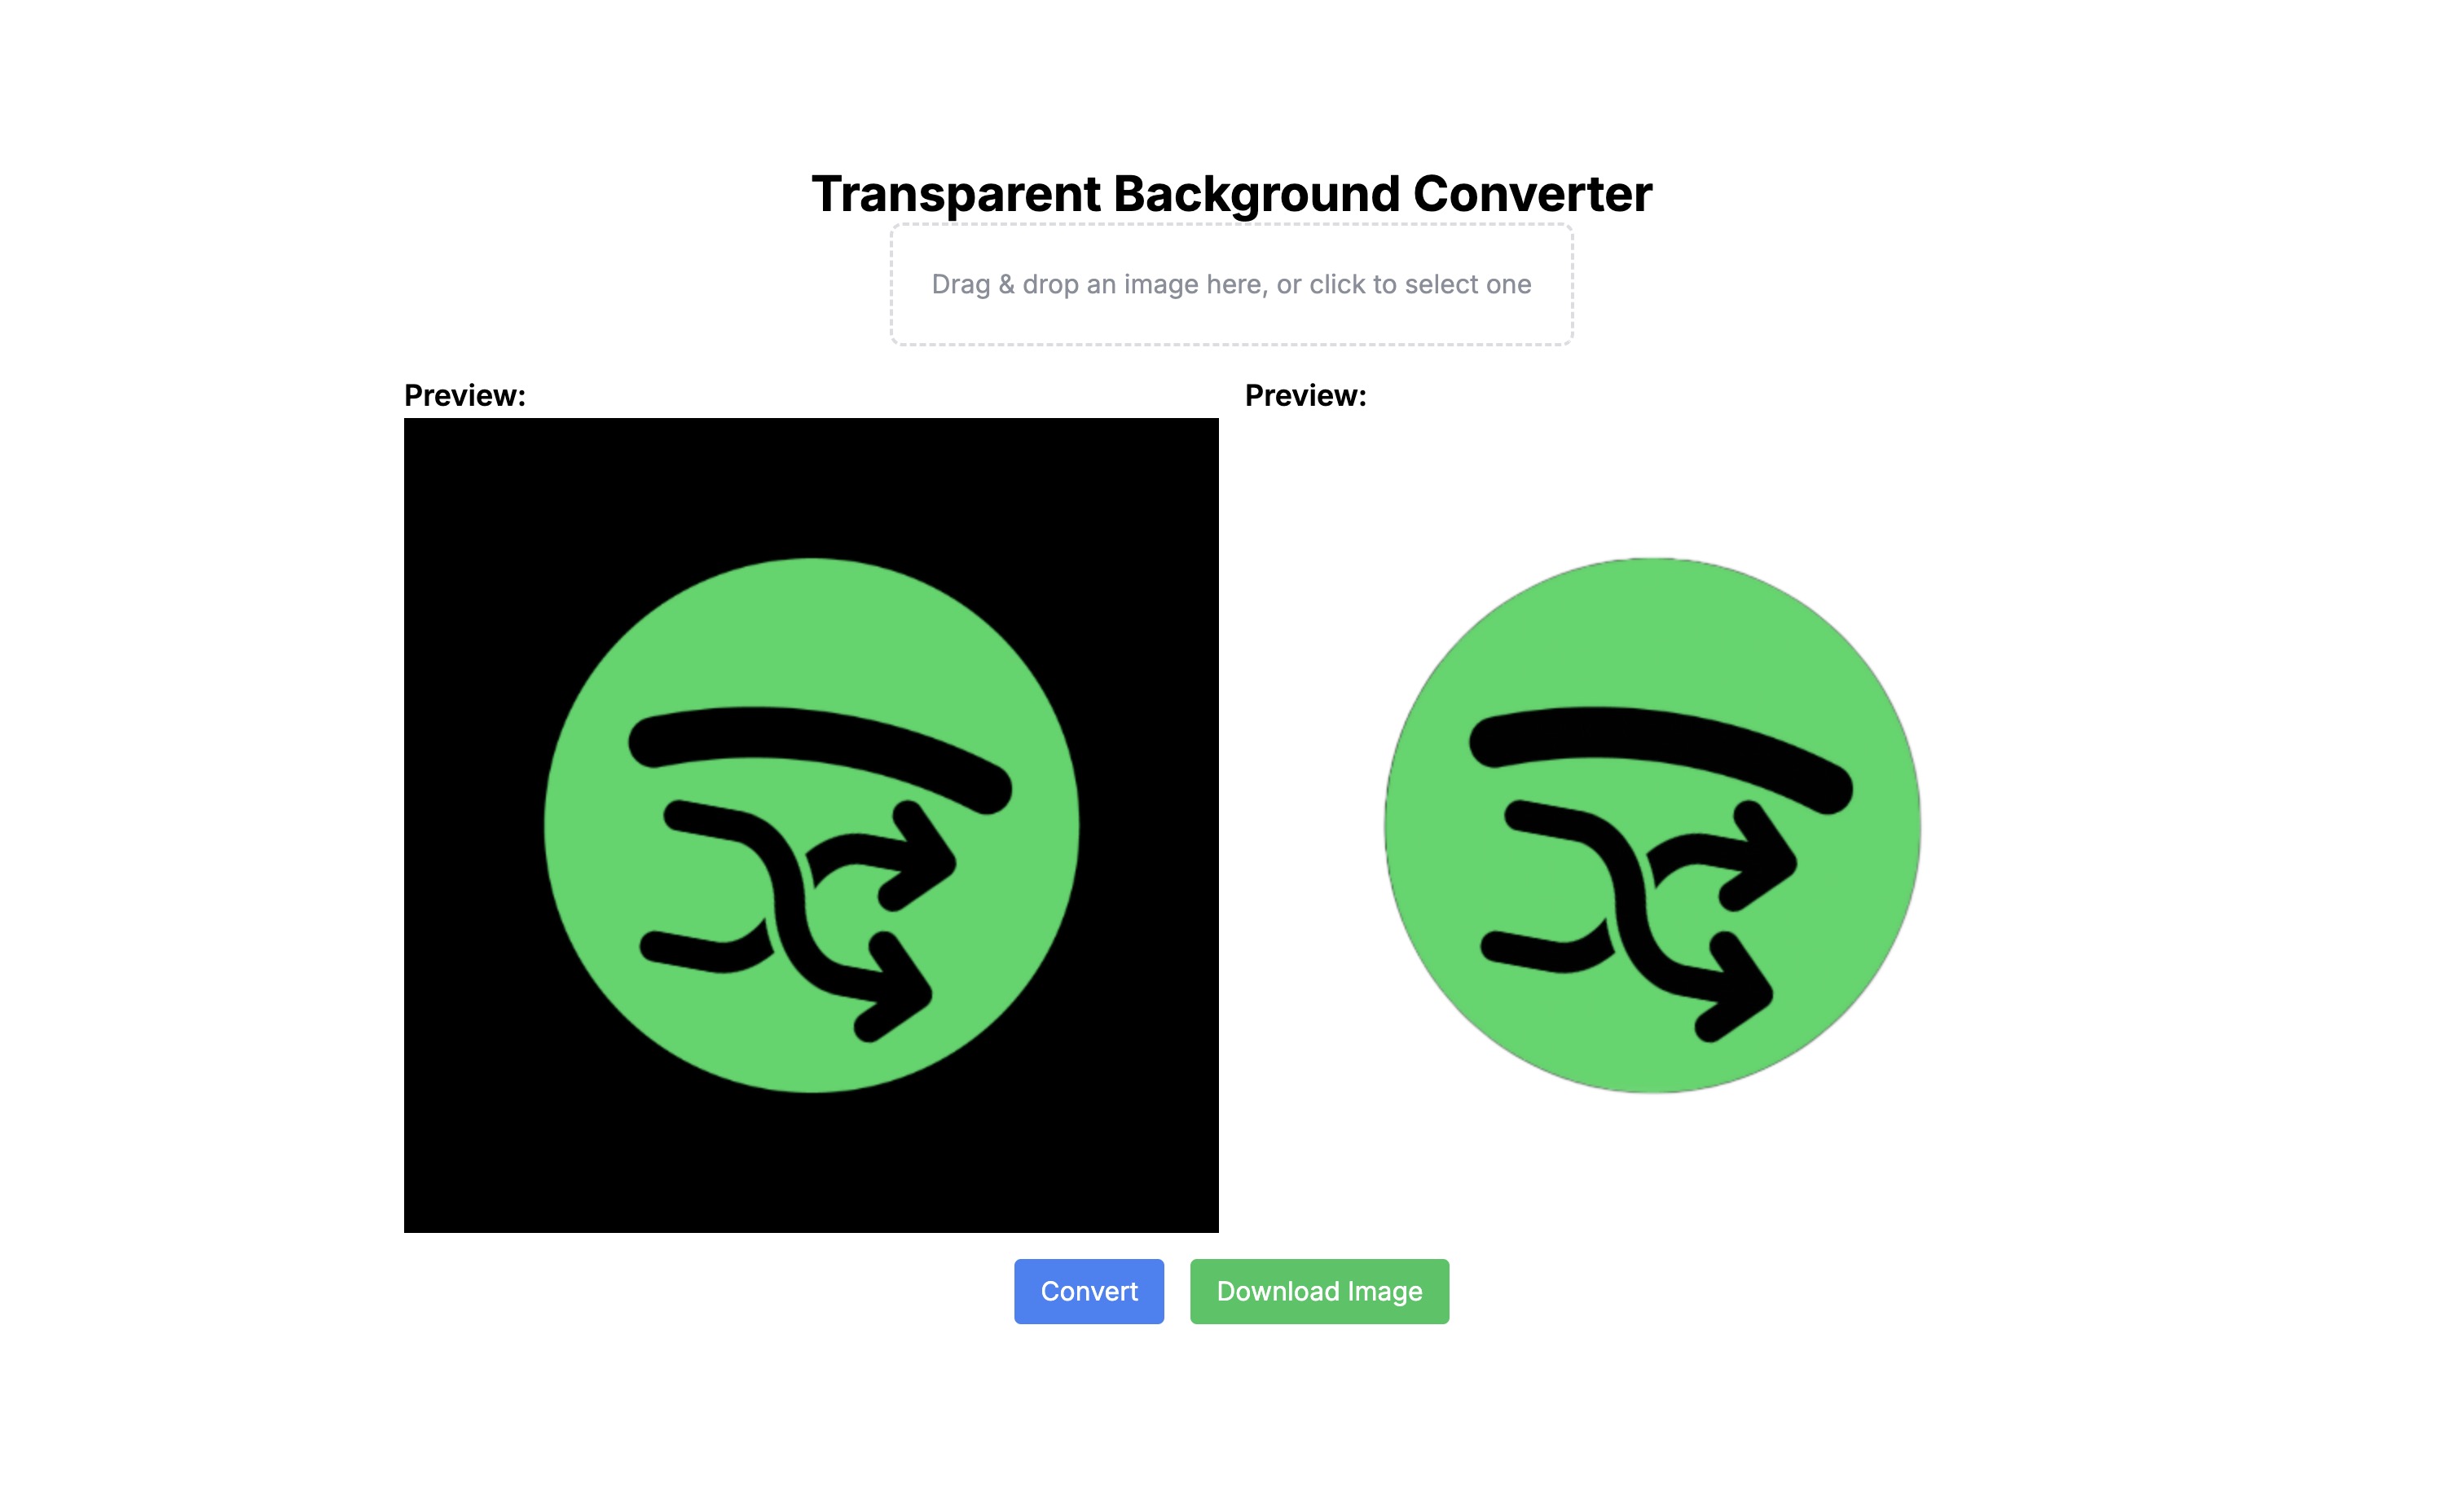 Transparent Background Converter
Drag & drop an image here, or click to select one
Preview:
Preview:
Convert
Download Image